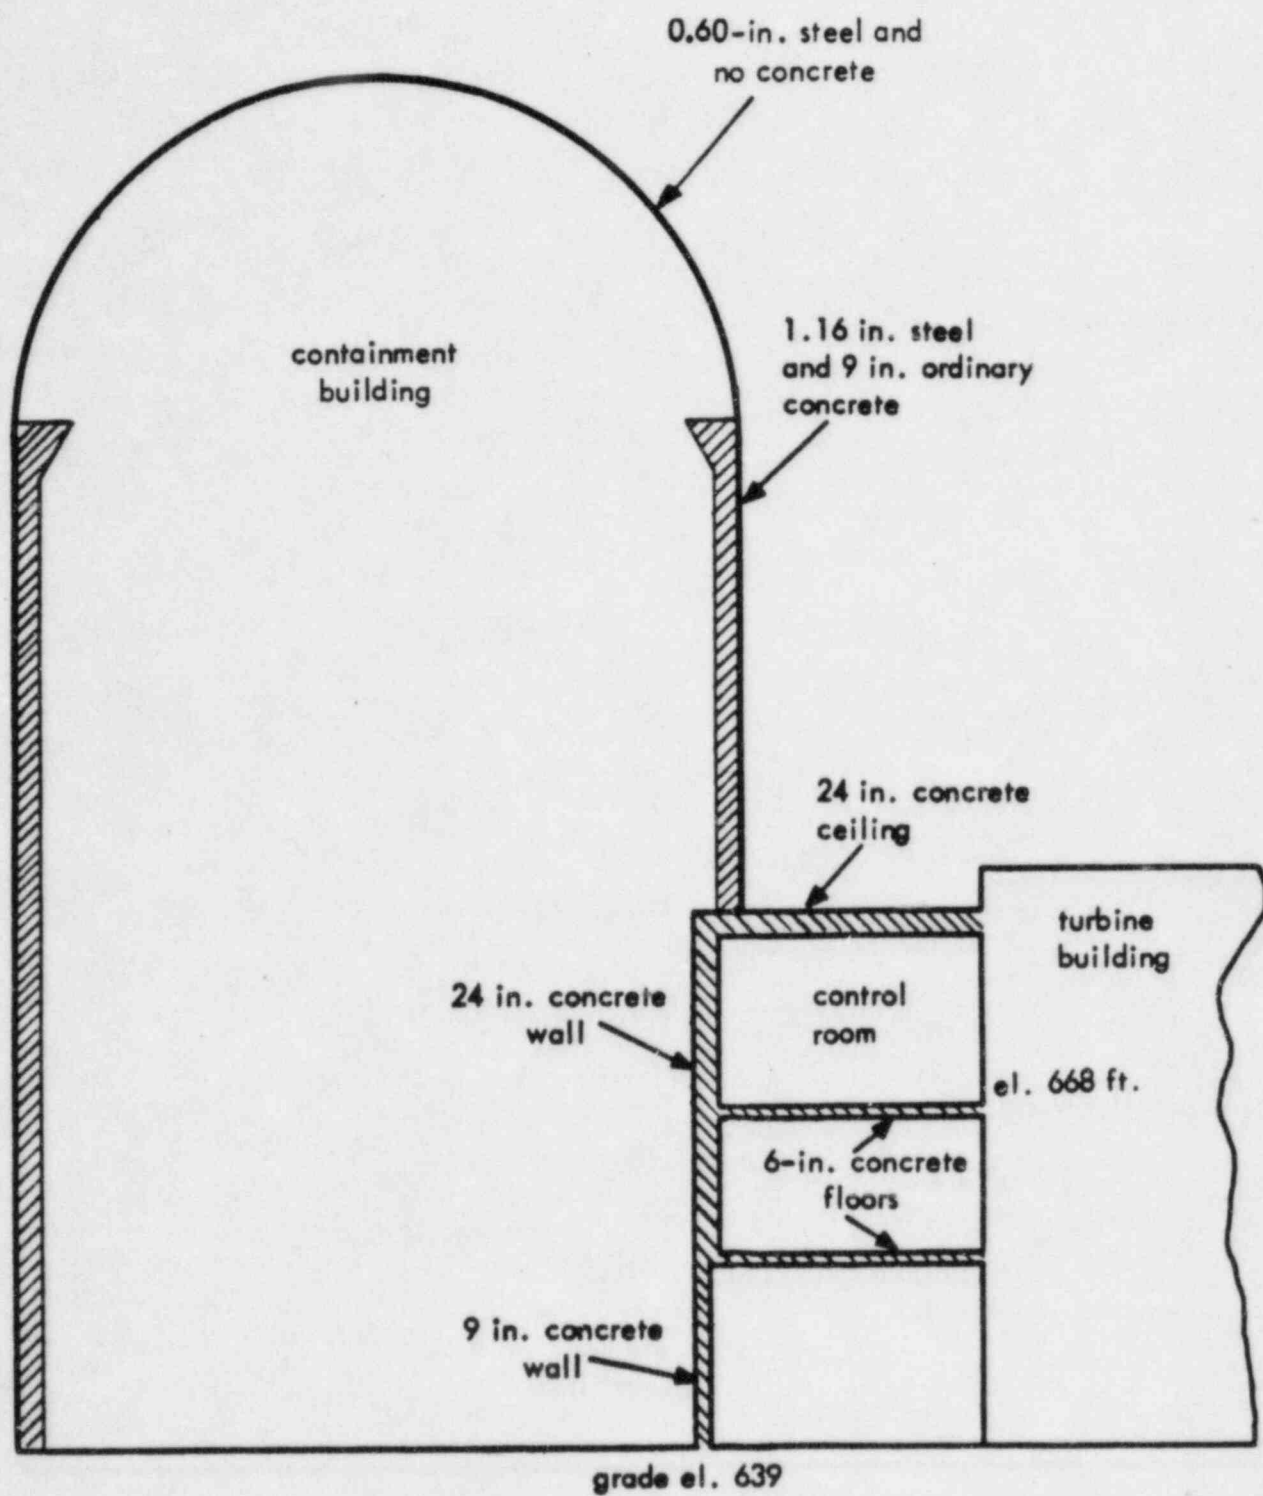 0.60-in. steel and
no concrete
containment
building
1.16 in. steel
and 9 in. ordinary
concrete
24 in. concrete
ceiling
turbine
building
24 in. concrete
wall
control
room
el. 668 ft.
6-in. concrete
floors
9 in. concrete
wall
grade el. 639